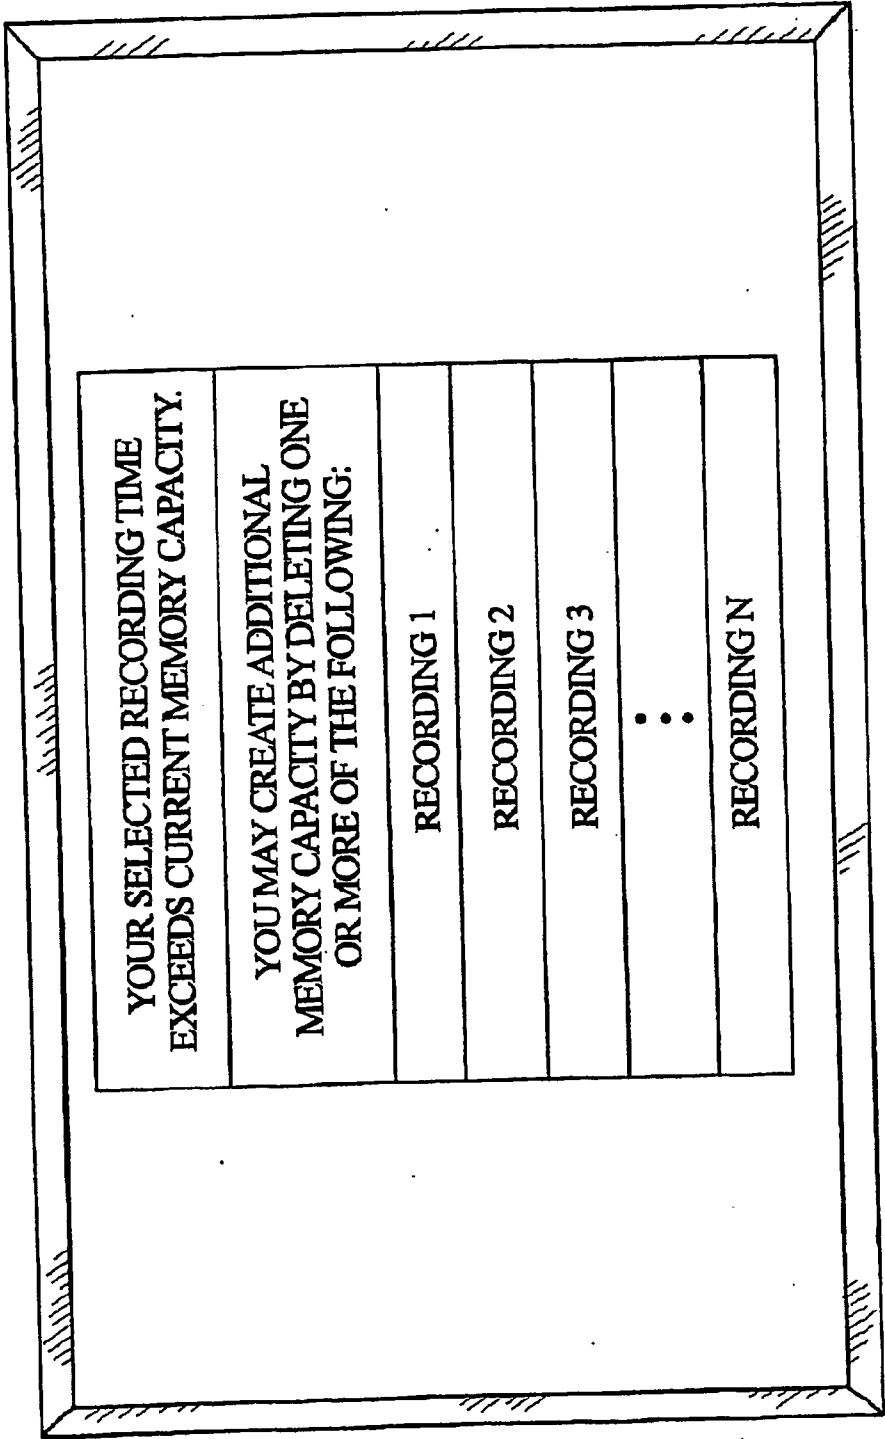 YOUR SELECTED RECORDING TIME
EXCEEDS CURRENT MEMORY CAPACITY.
YOU MAY CREATE ADDITIONAL
MEMORY CAPACITY BY DELETING ONE
OR MORE OF THE FOLLOWING:
RECORDING 1
RECORDING 2
RECORDING 3
• • •
RECORDING N